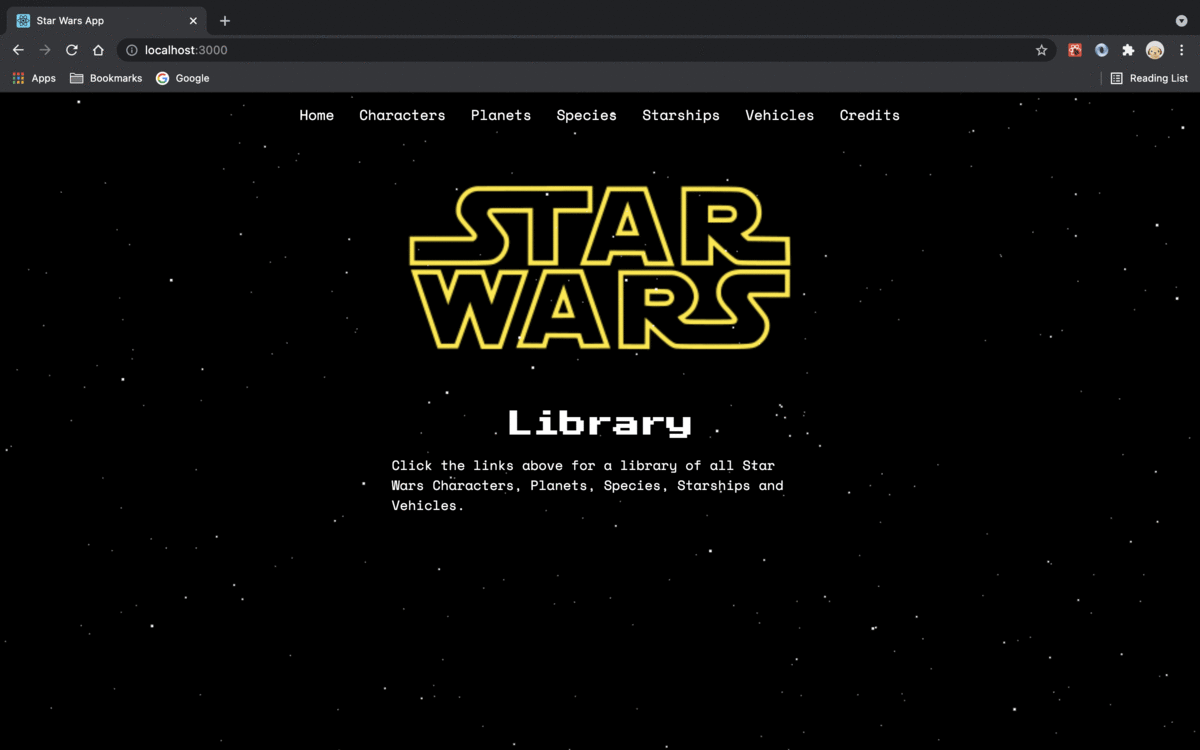 Star Wars App
localhost:3000
Apps Bookmarks Google Reading List
Home Characters Planets Species Starships Vehicles Credits
STAR
WARS
Library
Click the links above for a library of all Star
Wars Characters, Planets, Species, Starships and
Vehicles.